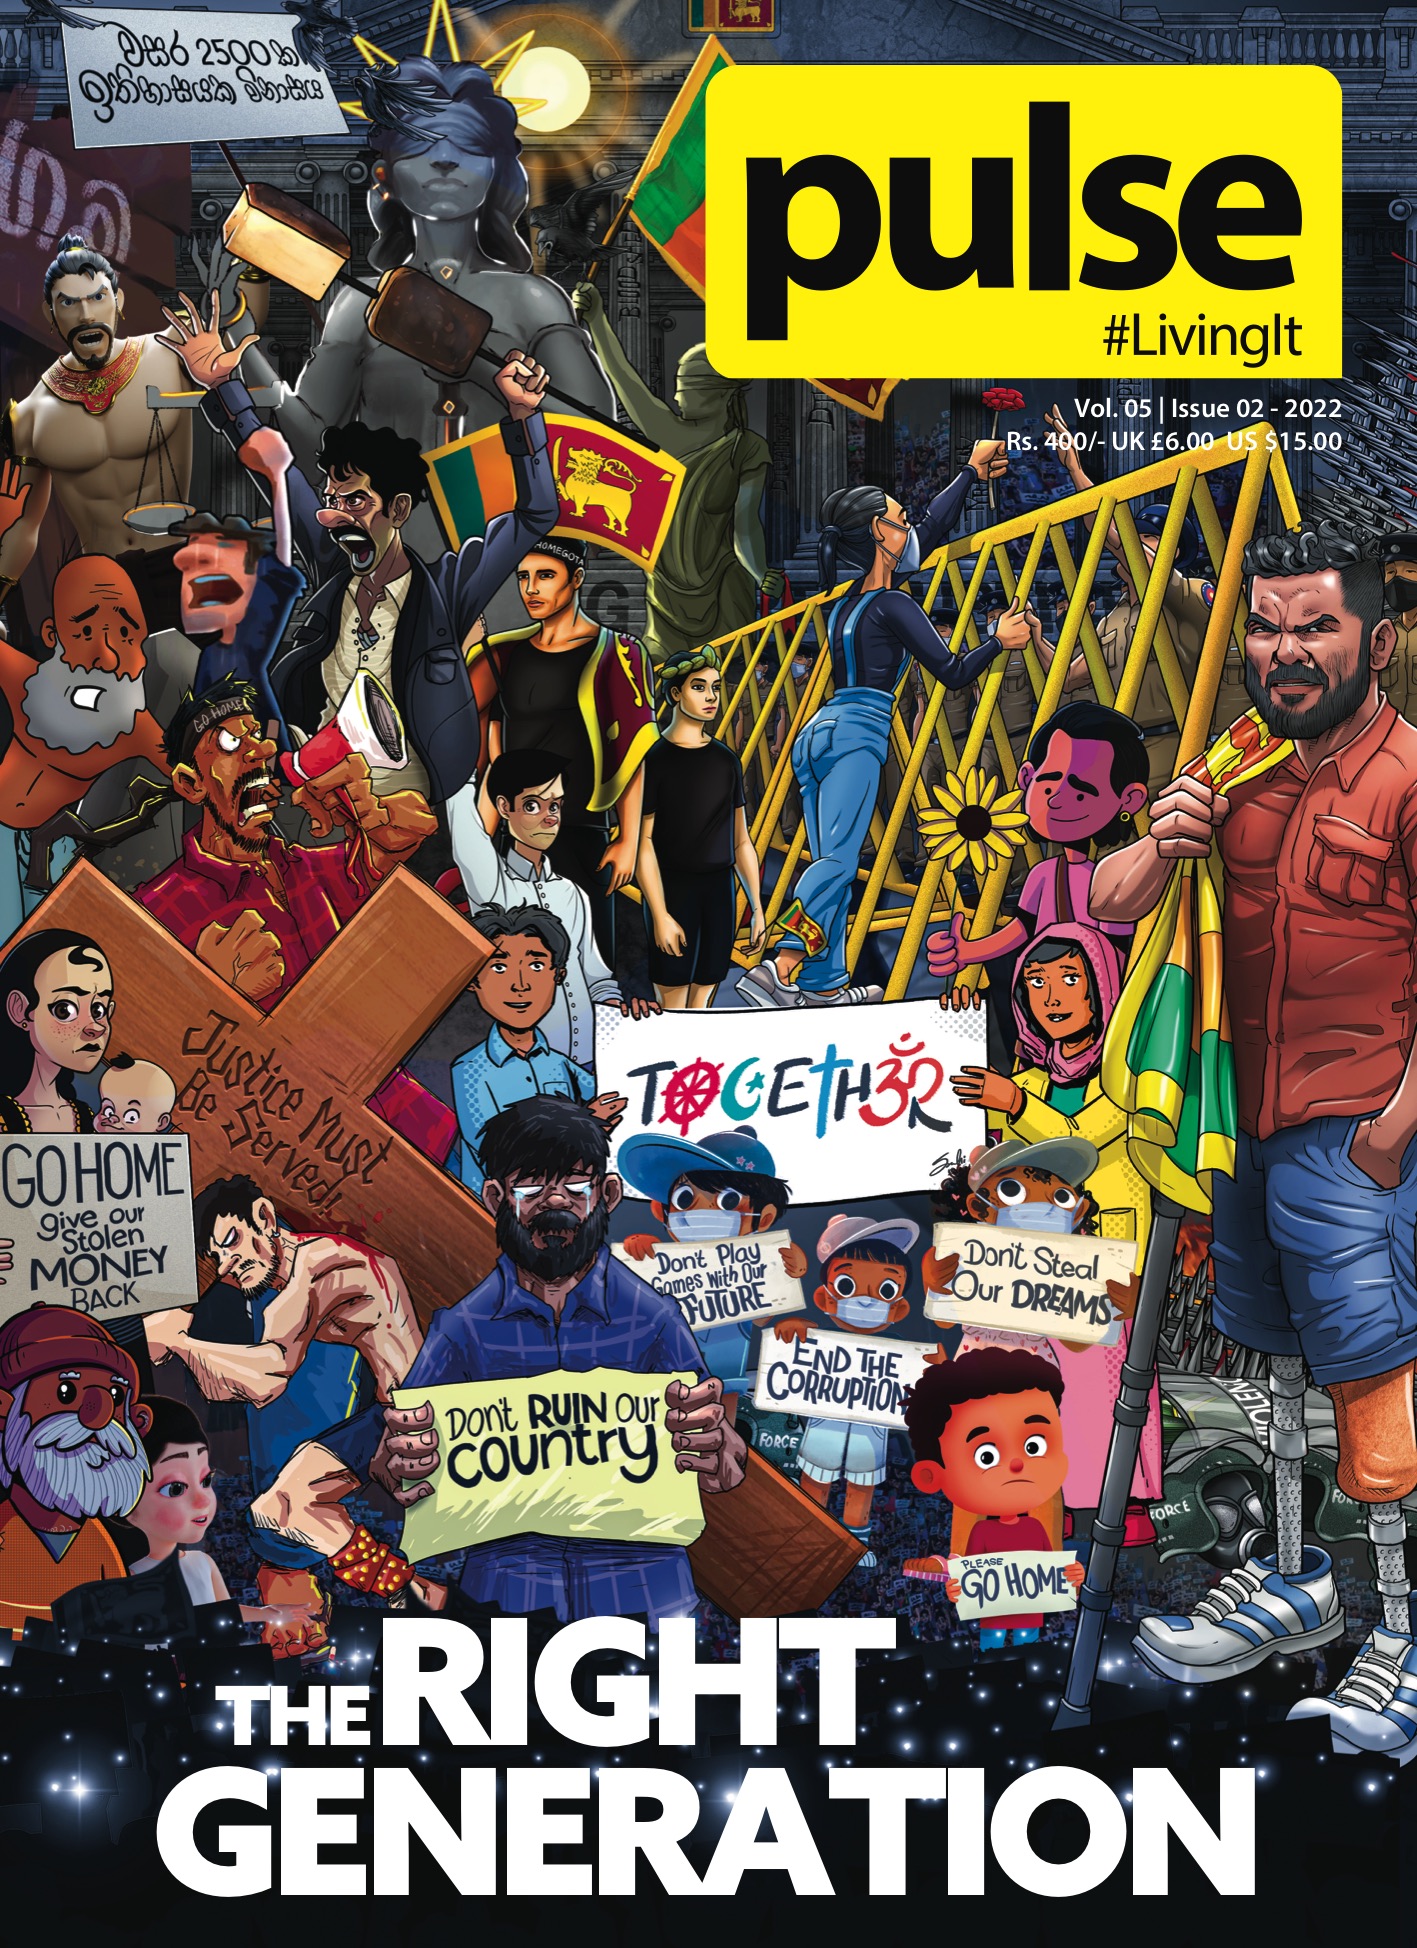 වසර 2500 ක
ඉතිහාසයක විනාසය
pulse
#LivingIt
Vol. 05 | Issue 02 - 2022
Rs. 400/- UK £6.00 US $15.00
HOMEGOT
G
GO HOME
Justice Must
Be Served!
TOGETHER
GO HOME
give our
Stolen
MONEY
BACK
Don't Play
Games With Our
FUTURE
Don't Steal
Our DREAMS
END THE
CORRUPTION
Don't RUIN Our
country
FORCE
FORCE
PLEASE
GO HOME
THE RIGHT
GENERATION